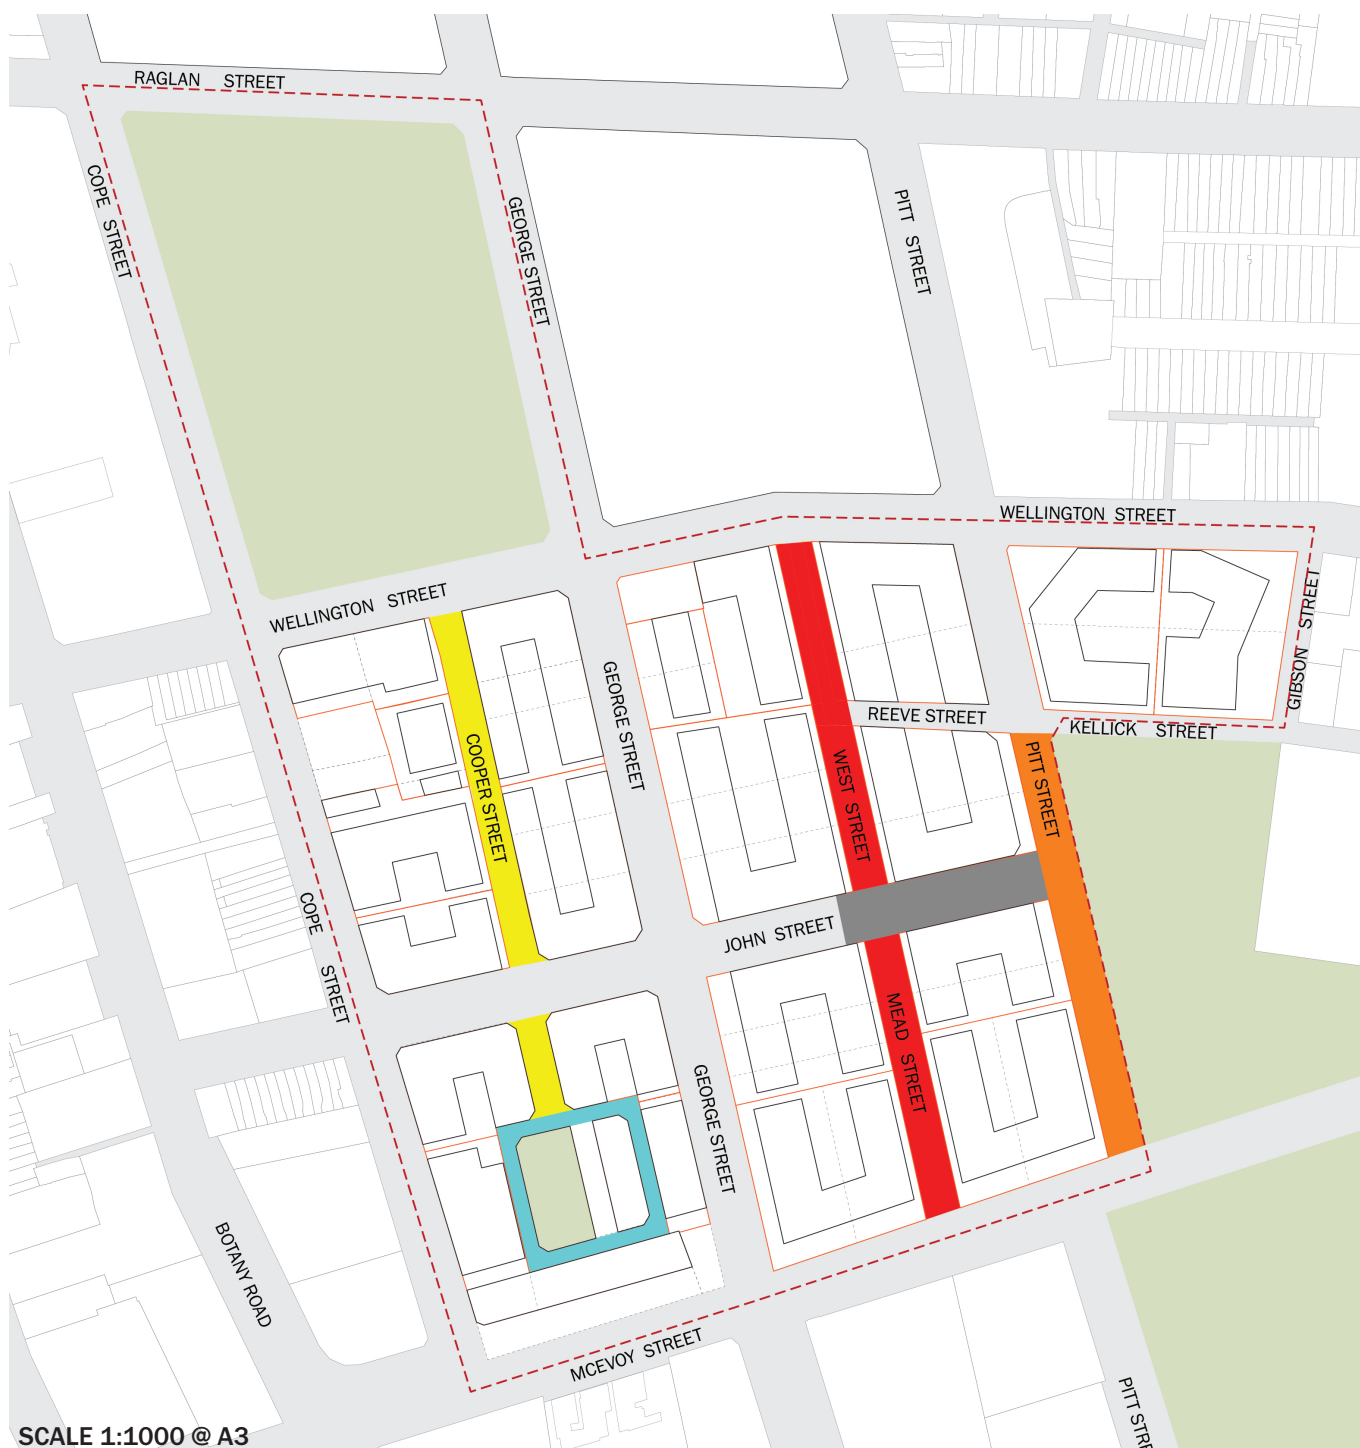 RAGLAN STREET
COPE STREET
GEORGE STREET
PITT STREET
WELLINGTON STREET
WELLINGTON STREET
GIBSON STREET
GEORGE STREET
REEVE STREET
KELLICK STREET
COOPER STREET
WEST STREET
PITT STREET
COPE STREET
JOHN STREET
MEAD STREET
GEORGE STREET
BOTANY ROAD
MCEVOY STREET
PITT STRE
SCALE 1:1000 @ A3